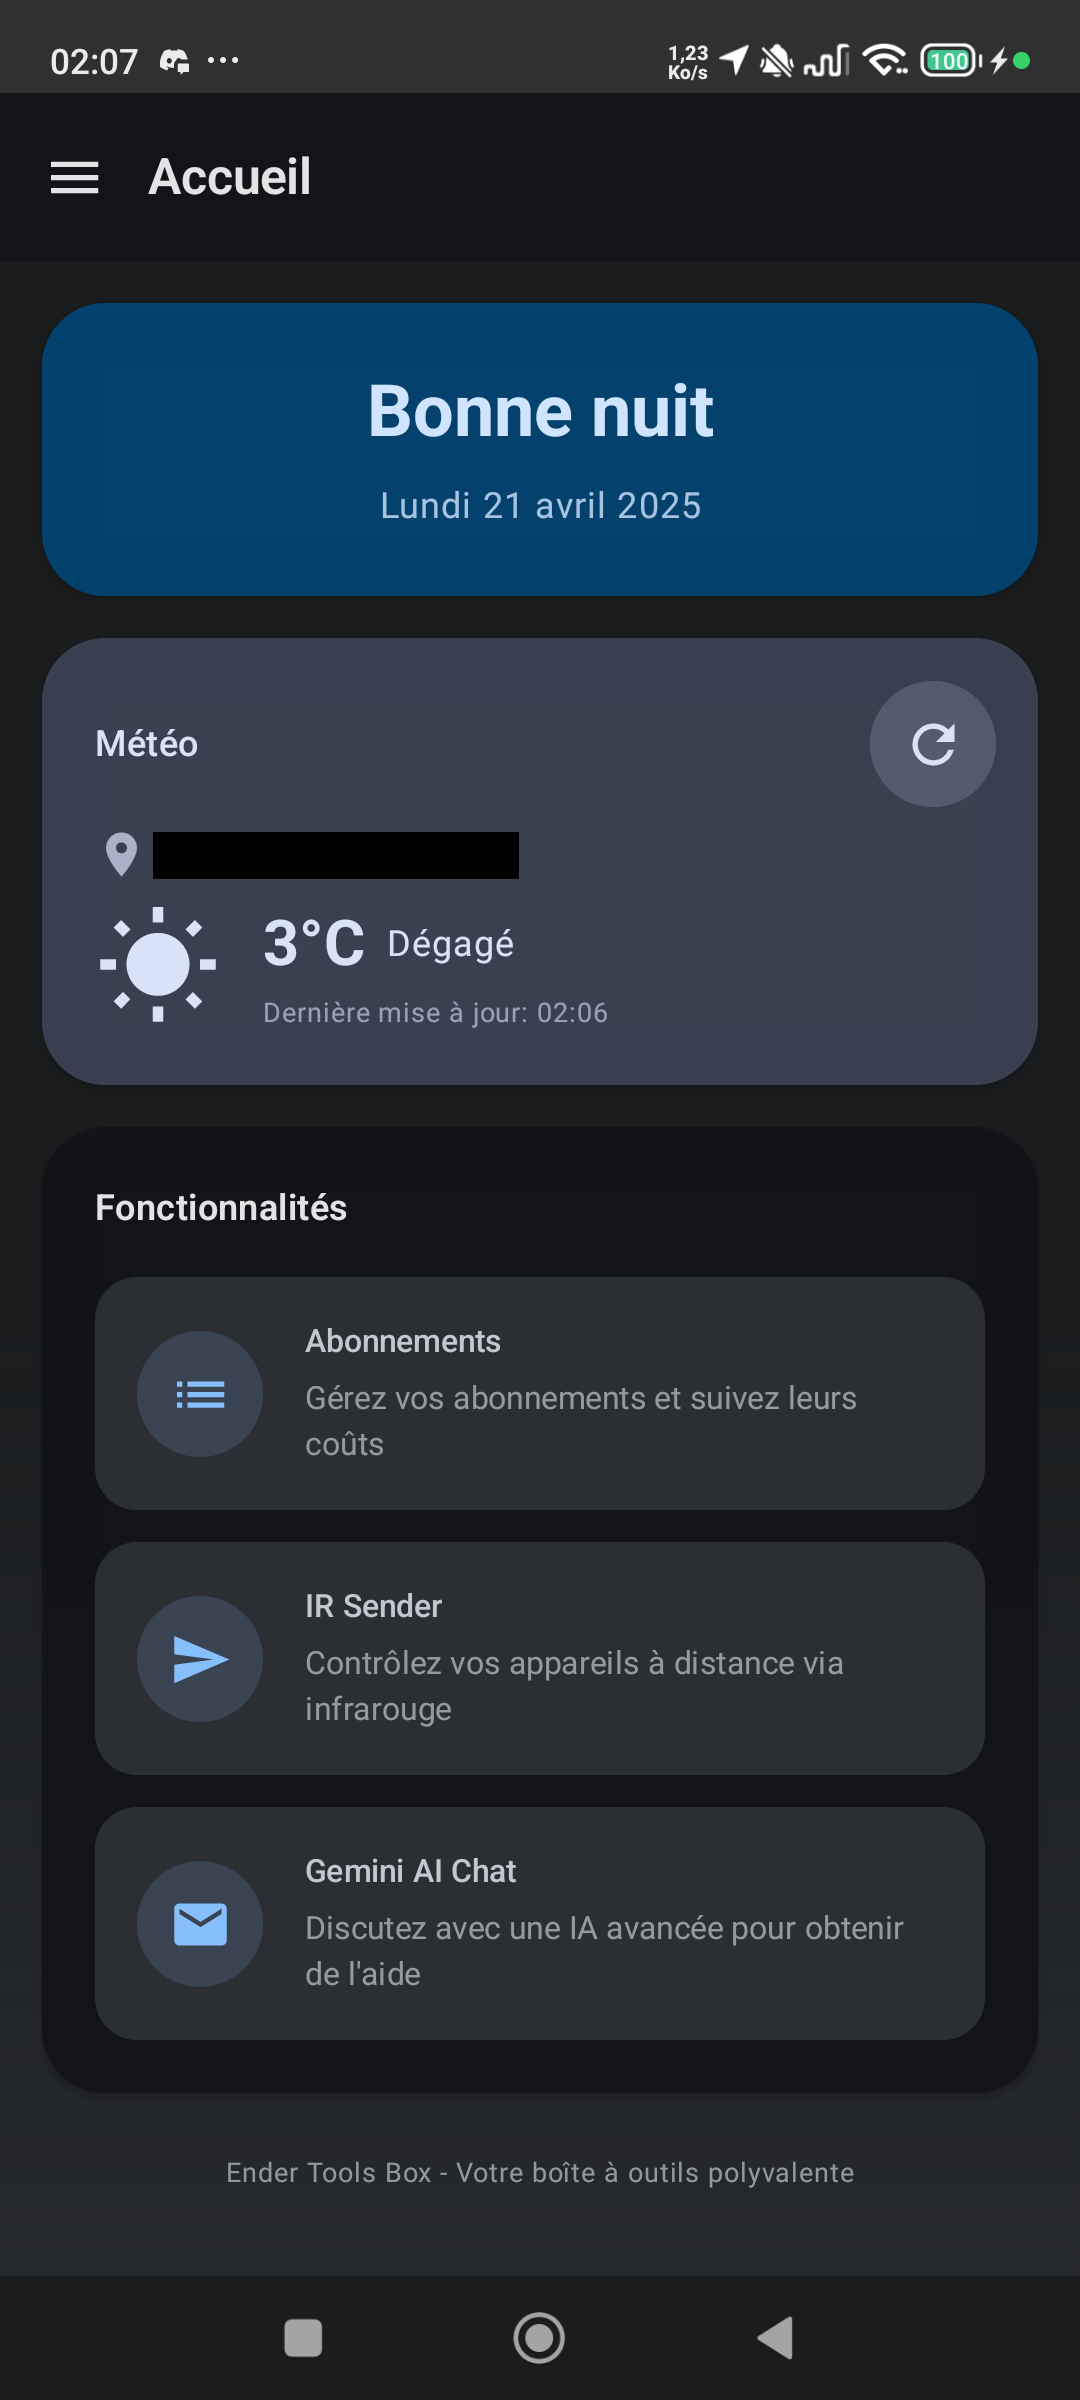 02:07
1,23
Ko/s
100
Accueil
Bonne nuit
Lundi 21 avril 2025
Météo
3°C Dégagé
Dernière mise à jour: 02:06
Fonctionnalités
Abonnements
Gérez vos abonnements et suivez leurs
coûts
IR Sender
Contrôlez vos appareils à distance via
infrarouge
Gemini AI Chat
Discutez avec une IA avancée pour obtenir
de l'aide
Ender Tools Box - Votre boîte à outils polyvalente